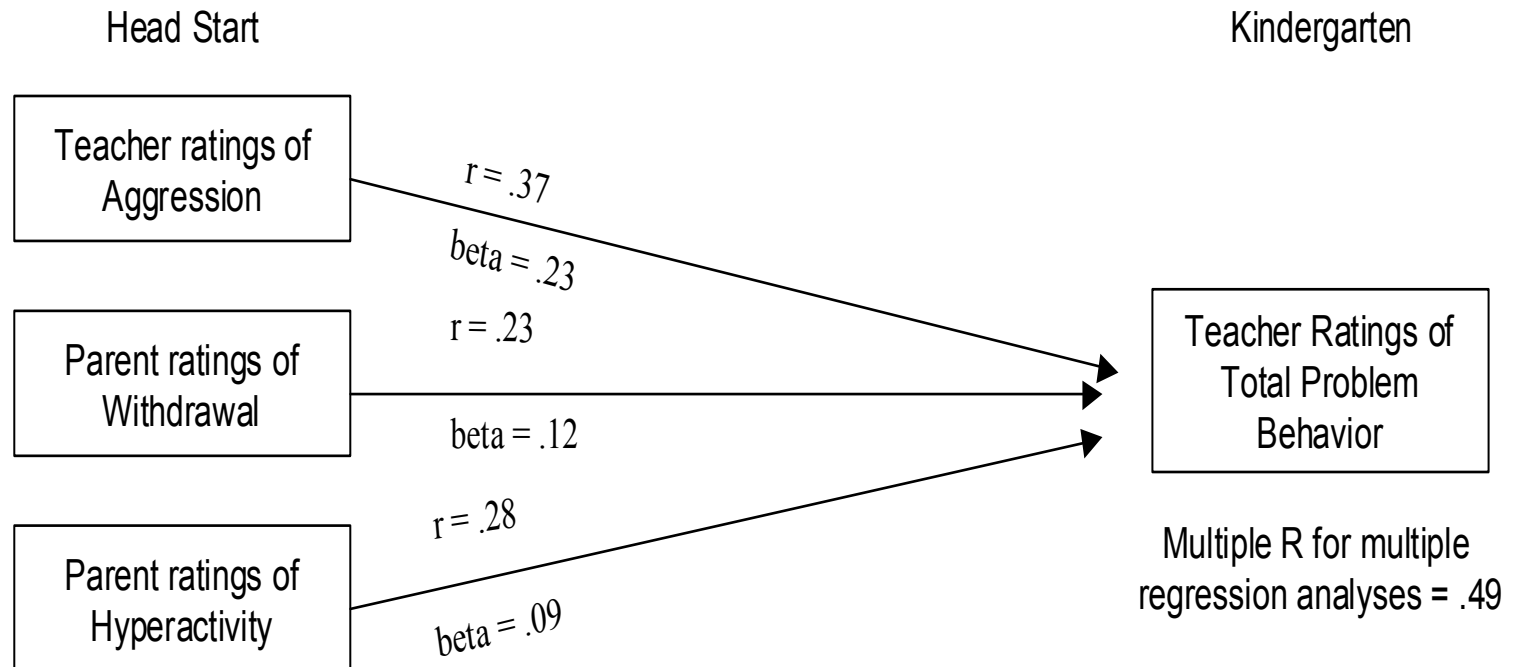 Head Start
Kindergarten
Teacher ratings of
Aggression
r = .37
beta = .23
Parent ratings of
Withdrawal
r = .23
beta = .12
Parent ratings of
Hyperactivity
r = .28
beta = .09
Teacher Ratings of
Total Problem
Behavior
Multiple R for multiple
regression analyses = .49